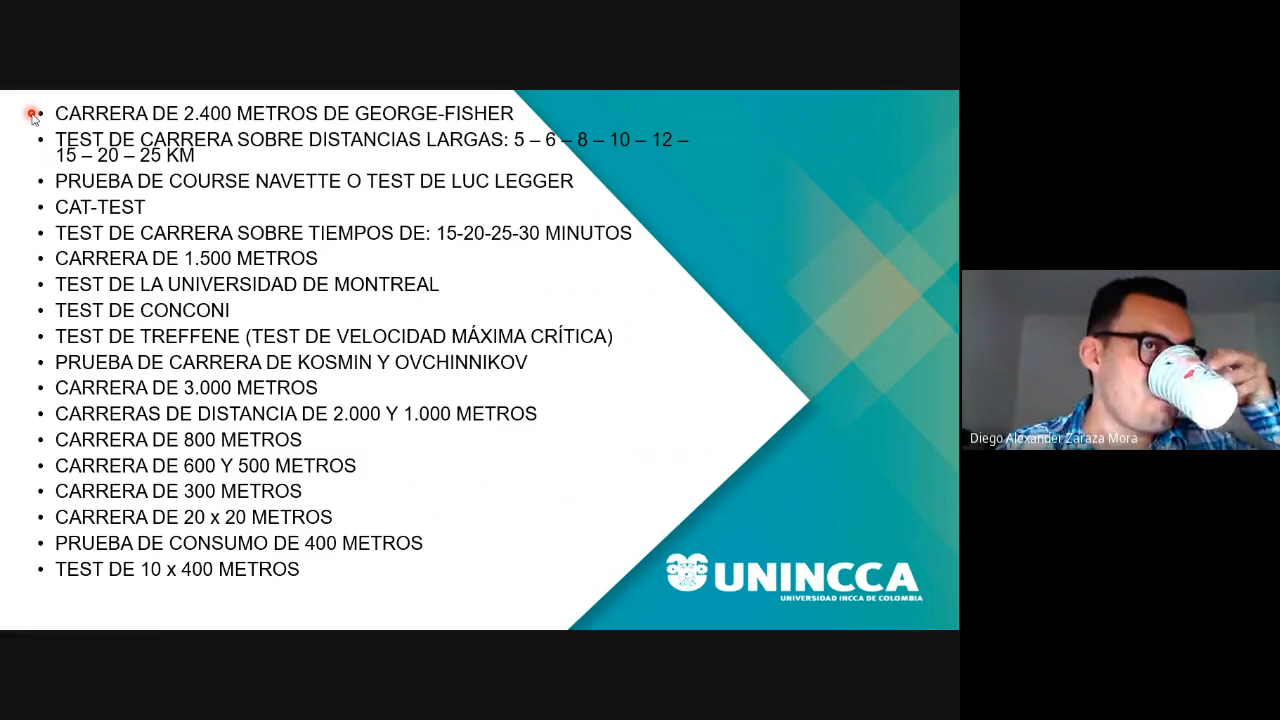 CARRERA DE 2.400 METROS DE GEORGE-FISHER
TEST DE CARRERA SOBRE DISTANCIAS LARGAS: 5 – 6 – 8 – 10 – 12 –
15 – 20 – 25 KM
PRUEBA DE COURSE NAVETTE O TEST DE LUC LEGGER
CAT-TEST
TEST DE CARRERA SOBRE TIEMPOS DE: 15-20-25-30 MINUTOS
CARRERA DE 1.500 METROS
TEST DE LA UNIVERSIDAD DE MONTREAL
TEST DE CONCONI
TEST DE TREFFENE (TEST DE VELOCIDAD MÁXIMA CRÍTICA)
PRUEBA DE CARRERA DE KOSMIN Y OVCHINNIKOV
CARRERA DE 3.000 METROS
CARRERAS DE DISTANCIA DE 2.000 Y 1.000 METROS
CARRERA DE 800 METROS
CARRERA DE 600 Y 500 METROS
CARRERA DE 300 METROS
CARRERA DE 20 x 20 METROS
PRUEBA DE CONSUMO DE 400 METROS
TEST DE 10 x 400 METROS
UNINCCA
UNIVERSIDAD INCCA DE COLOMBIA
Diego Alexander Zaraza Mora